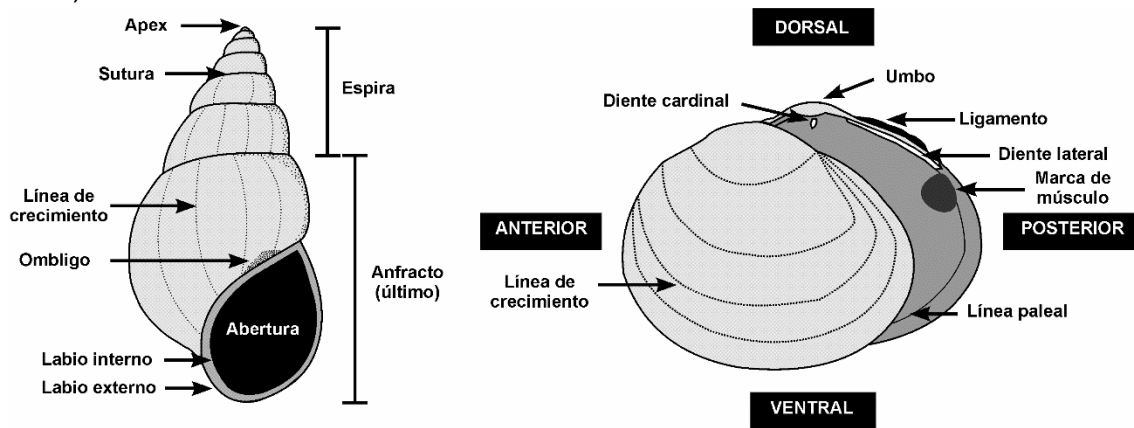 Apex
Sutura
Espira
Línea de
crecimiento
Ombligo
Anfracto
(último)
Abertura
Labio interno
Labio externo
DORSAL
Umbo
Diente cardinal
Ligamento
Diente lateral
Marca de
músculo
ANTERIOR
POSTERIOR
Línea de
crecimiento
Línea paleal
VENTRAL